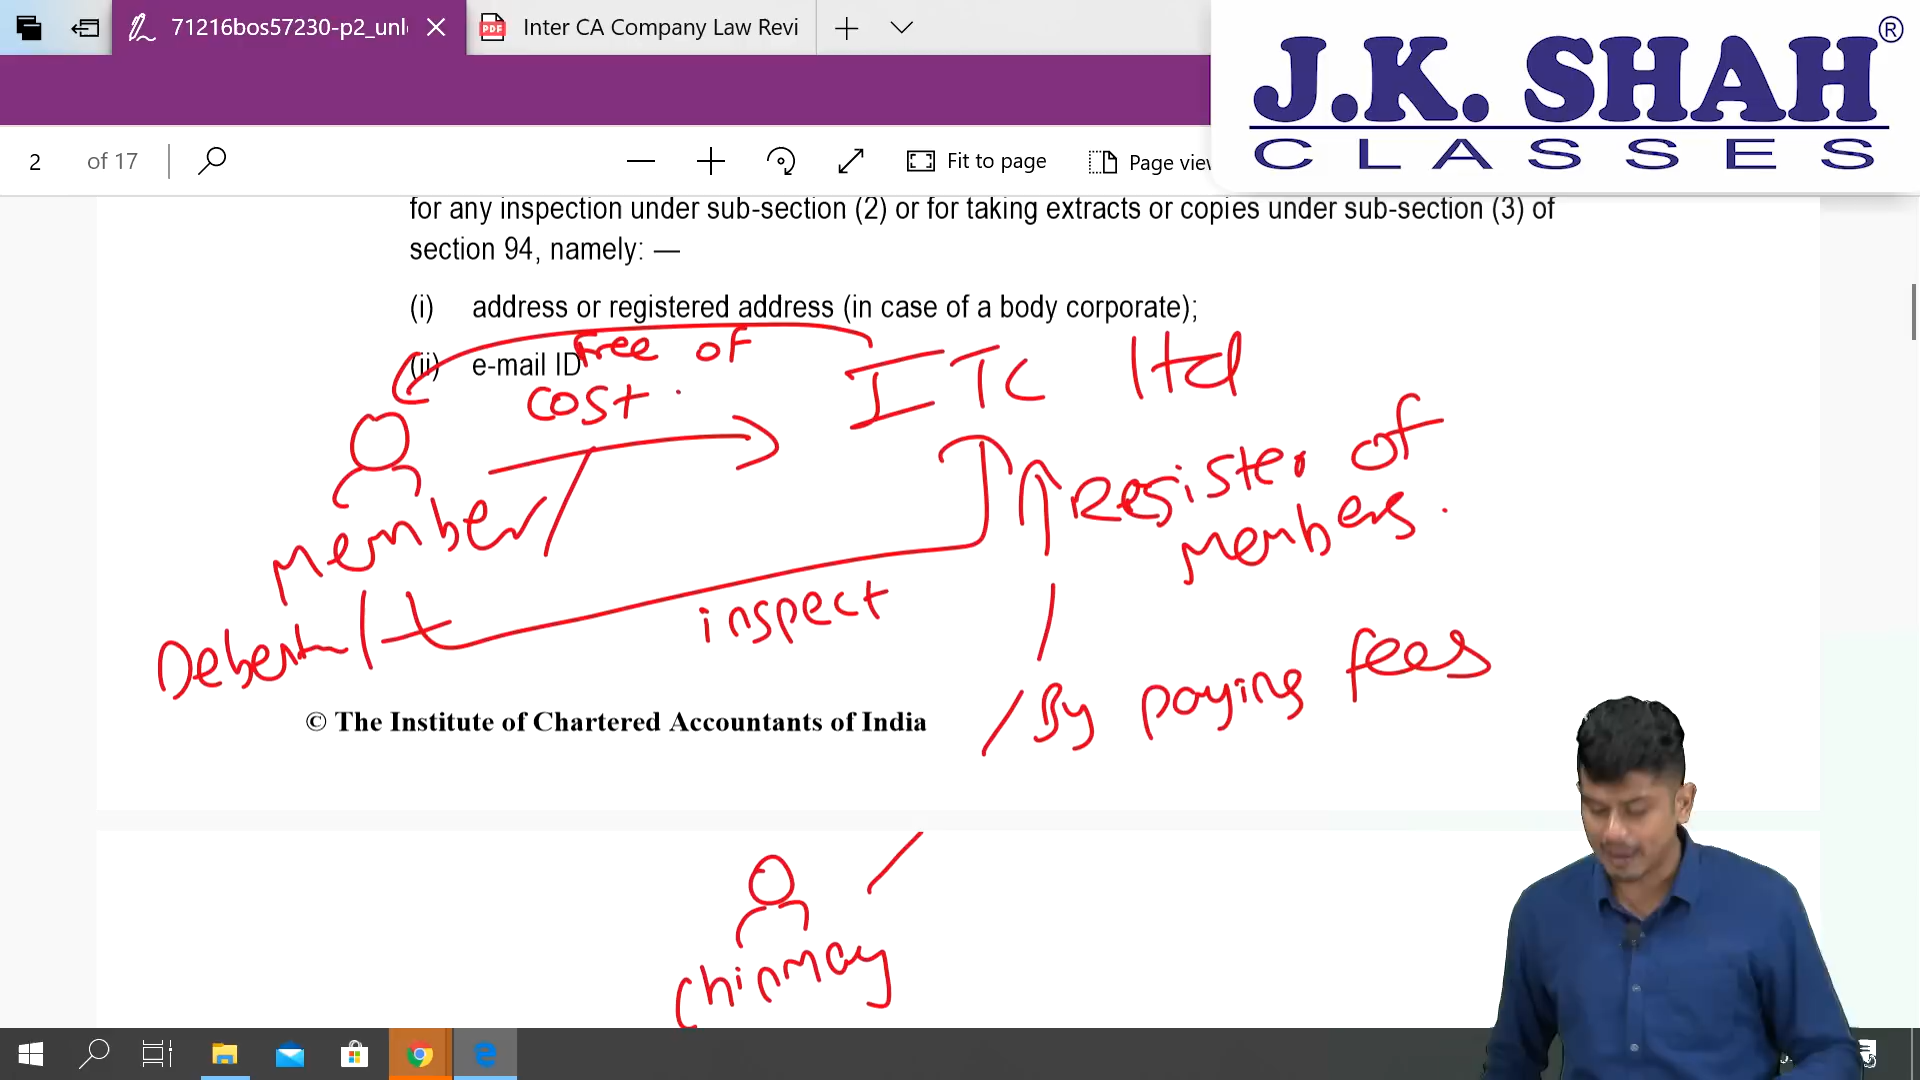 71216bos57230-p2_unl
Inter CA Company Law Revi
J.K. SHAH®
CLASSES
2 of 17
Fit to page
Page view
for any inspection under sub-section (2) or for taking extracts or copies under sub-section (3) of
section 94, namely: —
(i) address or registered address (in case of a body corporate);
(ii) e-mail ID
Free of
cost.
ITC ltd
Register of
members.
member/
inspect
Debent/
By paying fees
© The Institute of Chartered Accountants of India
chinmay